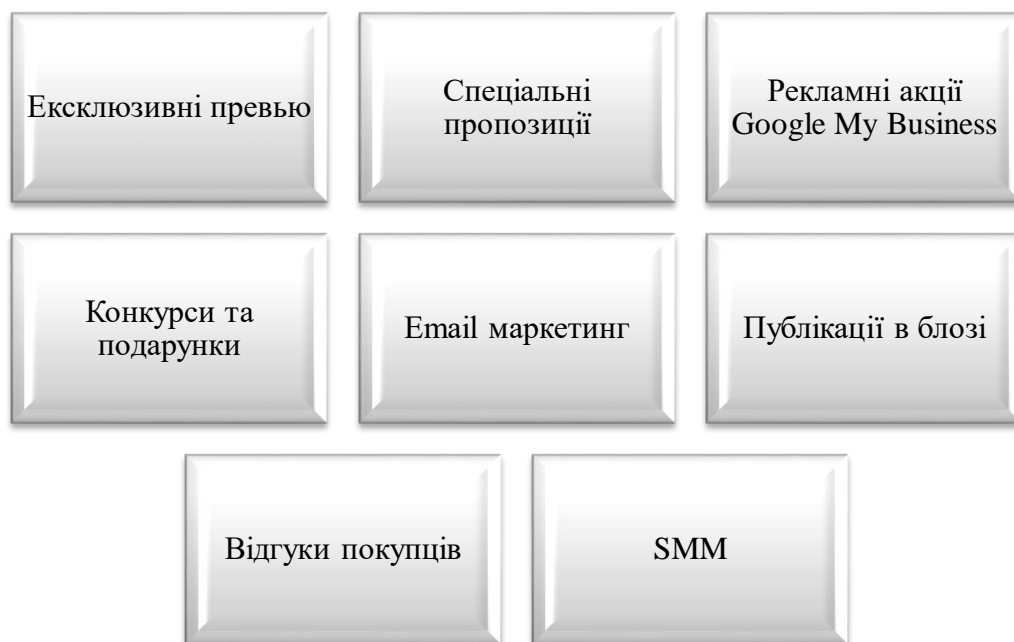 Ексклюзивні превью
Спеціальні
пропозиції
Рекламні акції
Google My Business
Конкурси та
подарунки
Email маркетинг
Публікації в блозі
Відгуки покупців
SMM